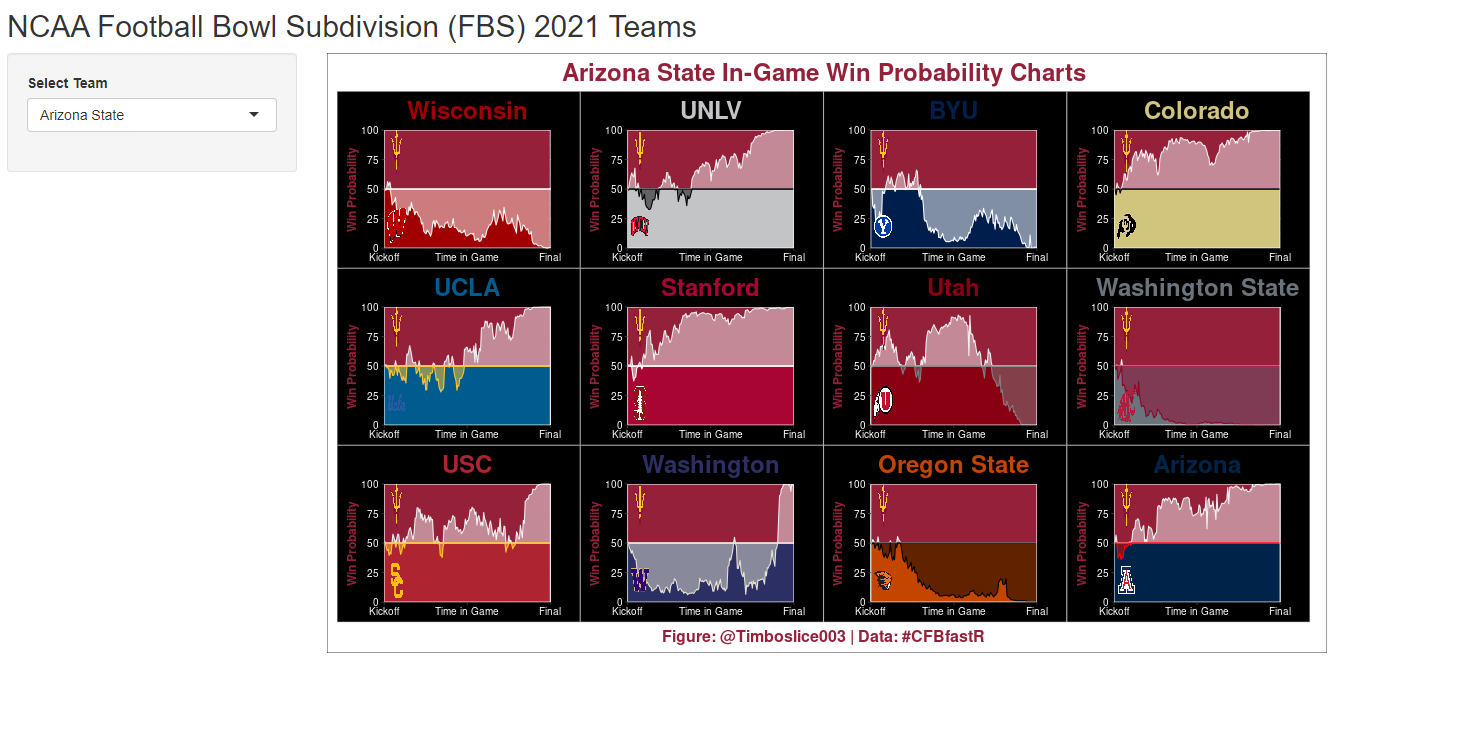 NCAA Football Bowl Subdivision (FBS) 2021 Teams
Select Team
Arizona State
Arizona State In-Game Win Probability Charts
Wisconsin
Win Probability
100
75
50
25
0
Kickoff Time in Game Final
UNLV
Win Probability
100
75
50
25
0
Kickoff Time in Game Final
BYU
Win Probability
100
75
50
25
0
Kickoff Time in Game Final
Y
Colorado
Win Probability
100
75
50
25
0
Kickoff Time in Game Final
UCLA
Win Probability
100
75
50
25
0
Kickoff Time in Game Final
Ucla
Stanford
Win Probability
100
75
50
25
0
Kickoff Time in Game Final
Utah
Win Probability
100
75
50
25
0
Kickoff Time in Game Final
U
Washington State
Win Probability
100
75
50
25
0
Kickoff Time in Game Final
USC
Win Probability
100
75
50
25
0
Kickoff Time in Game Final
SC
Washington
Win Probability
100
75
50
25
0
Kickoff Time in Game Final
W
Oregon State
Win Probability
100
75
50
25
0
Kickoff Time in Game Final
Arizona
Win Probability
100
75
50
25
0
Kickoff Time in Game Final
A
Figure: @Timboslice003 | Data: #CFBfastR